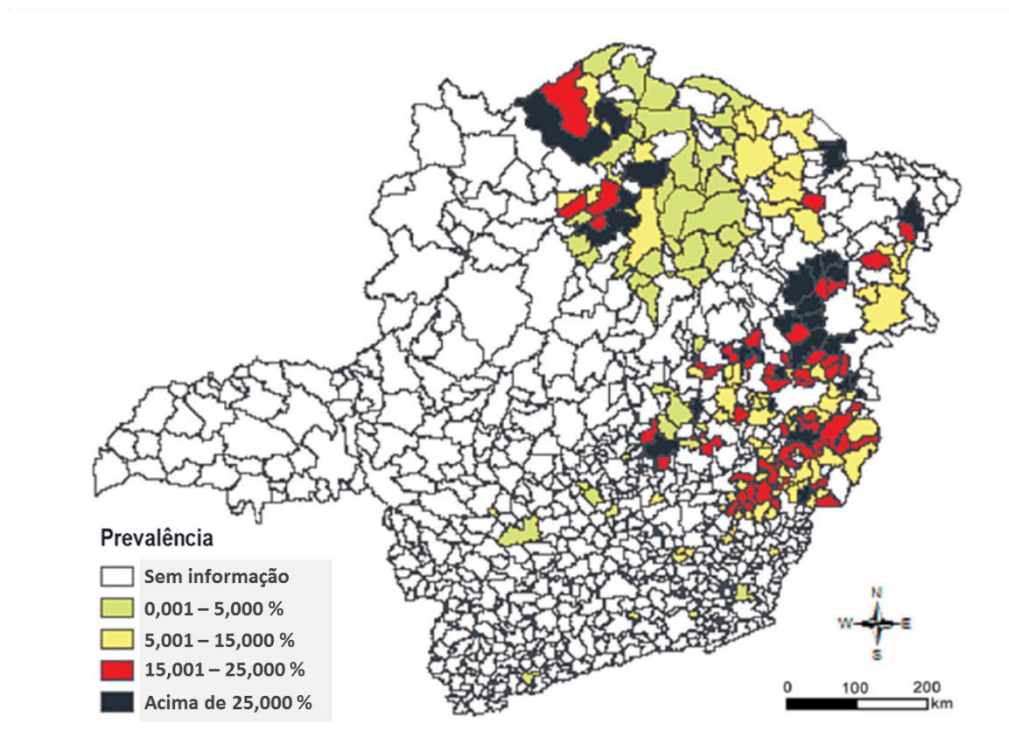 Prevalência
Sem informação
0,001 – 5,000 %
5,001 – 15,000 %
15,001 – 25,000 %
Acima de 25,000 %
N
W E
S
0 100 200
km